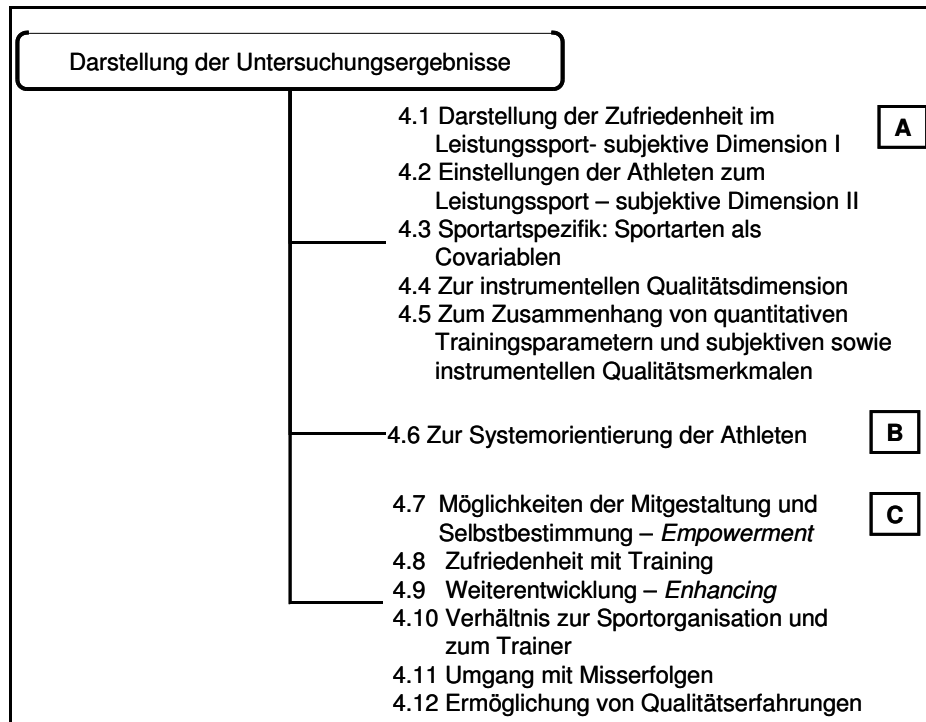 Darstellung der Untersuchungsergebnisse
4.1 Darstellung der Zufriedenheit im
Leistungssport- subjektive Dimension I
A
4.2 Einstellungen der Athleten zum
Leistungssport – subjektive Dimension II
4.3 Sportartspezifik: Sportarten als
Covariablen
4.4 Zur instrumentellen Qualitätsdimension
4.5 Zum Zusammenhang von quantitativen
Trainingsparametern und subjektiven sowie
instrumentellen Qualitätsmerkmalen
4.6 Zur Systemorientierung der Athleten
B
4.7 Möglichkeiten der Mitgestaltung und
Selbstbestimmung – Empowerment
C
4.8 Zufriedenheit mit Training
4.9 Weiterentwicklung – Enhancing
4.10 Verhältnis zur Sportorganisation und
zum Trainer
4.11 Umgang mit Misserfolgen
4.12 Ermöglichung von Qualitätserfahrungen